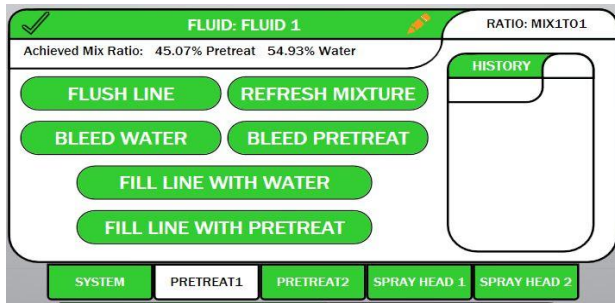 FLUID: FLUID 1
RATIO: MIX1TO1
Achieved Mix Ratio: 45.07% Pretreat 54.93% Water
HISTORY
FLUSH LINE
REFRESH MIXTURE
BLEED WATER
BLEED PRETREAT
FILL LINE WITH WATER
FILL LINE WITH PRETREAT
SYSTEM
PRETREAT1
PRETREAT2
SPRAY HEAD 1
SPRAY HEAD 2